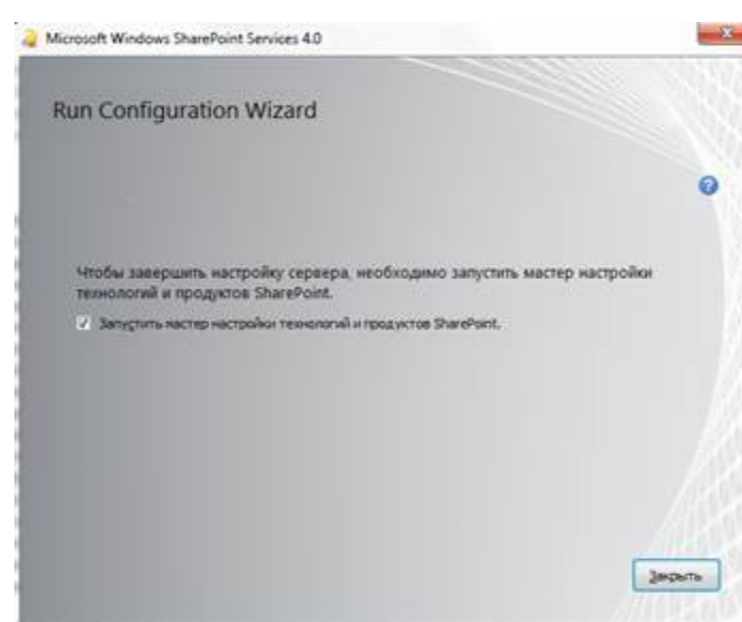 Microsoft Windows SharePoint Services 4.0
Run Configuration Wizard
Чтобы завершить настройку сервера, необходимо запустить мастер настройки
технологий и продуктов SharePoint.
Запустить мастер настройки технологий и продуктов SharePoint.
Закрыть